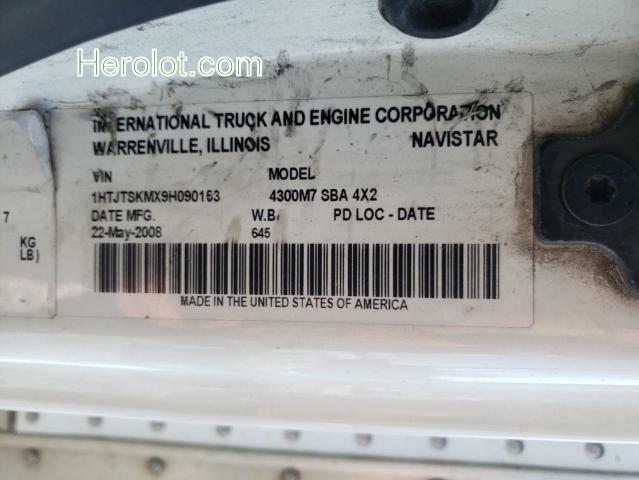 Herolot.com
INTERNATIONAL TRUCK AND ENGINE CORPORATION
WARRENVILLE, ILLINOIS NAVISTAR
VIN MODEL
1HTJTSKMX9H090153 4300M7 SBA 4X2
DATE MFG. W.B. PD LOC - DATE
22-May-2008 645
7
KG
LB)
MADE IN THE UNITED STATES OF AMERICA